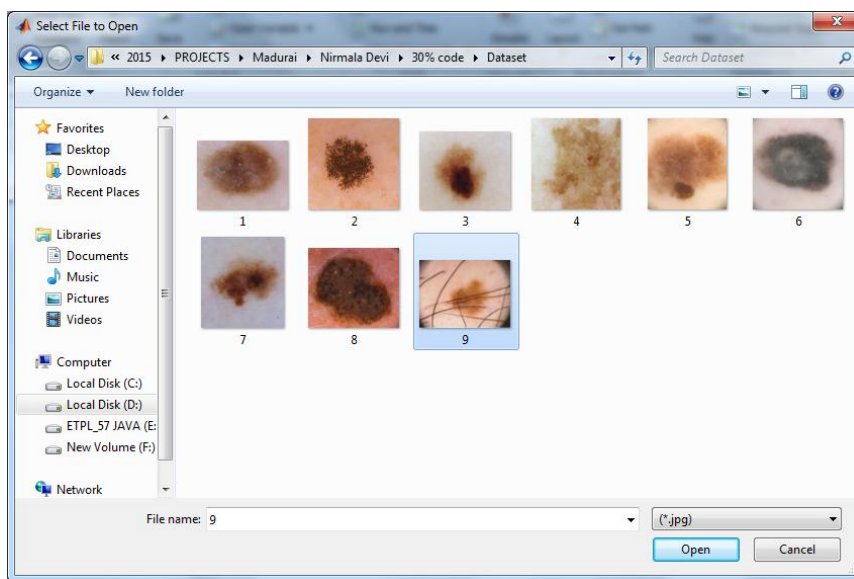 Select File to Open
« 2015 ▸ PROJECTS ▸ Madurai ▸ Nirmala Devi ▸ 30% code ▸ Dataset
Search Dataset
Organize
New folder
Favorites
Desktop
Downloads
Recent Places
Libraries
Documents
Music
Pictures
Videos
Computer
Local Disk (C:)
Local Disk (D:)
ETPL_57 JAVA (E:
New Volume (F:)
Network
1
2
3
4
5
6
7
8
9
File name: 9
(*.jpg)
Open
Cancel